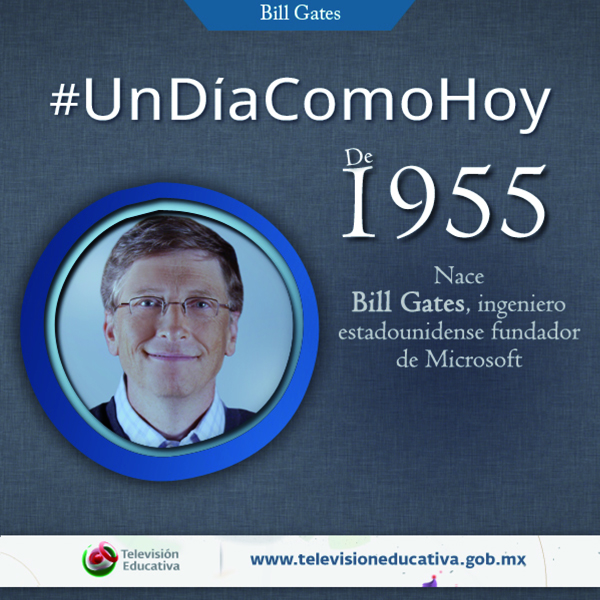 Bill Gates
#UnDíaComoHoy
De
1955
Nace
Bill Gates, ingeniero
estadounidense fundador
de Microsoft
Televisión
Educativa
www.televisioneducativa.gob.mx